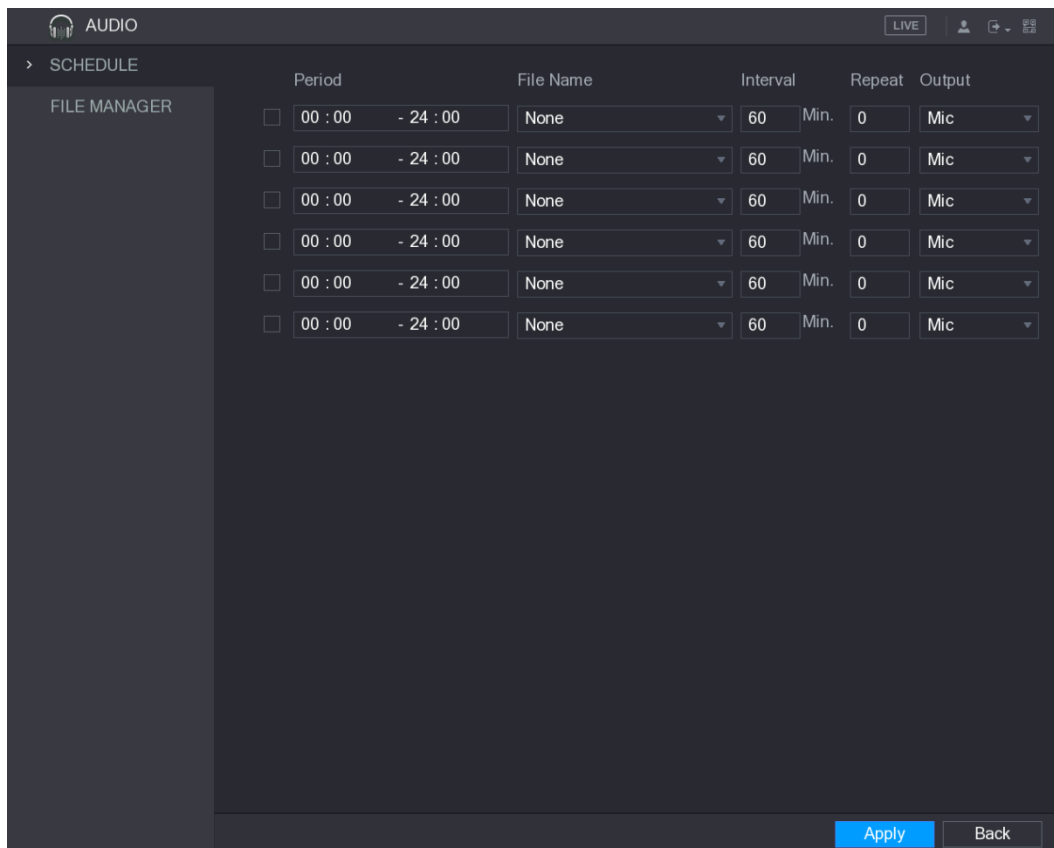 AUDIO LIVE
SCHEDULE
FILE MANAGER
Period File Name Interval Repeat Output
00 : 00 - 24 : 00 None 60 Min. 0 Mic
00 : 00 - 24 : 00 None 60 Min. 0 Mic
00 : 00 - 24 : 00 None 60 Min. 0 Mic
00 : 00 - 24 : 00 None 60 Min. 0 Mic
00 : 00 - 24 : 00 None 60 Min. 0 Mic
00 : 00 - 24 : 00 None 60 Min. 0 Mic
Apply Back